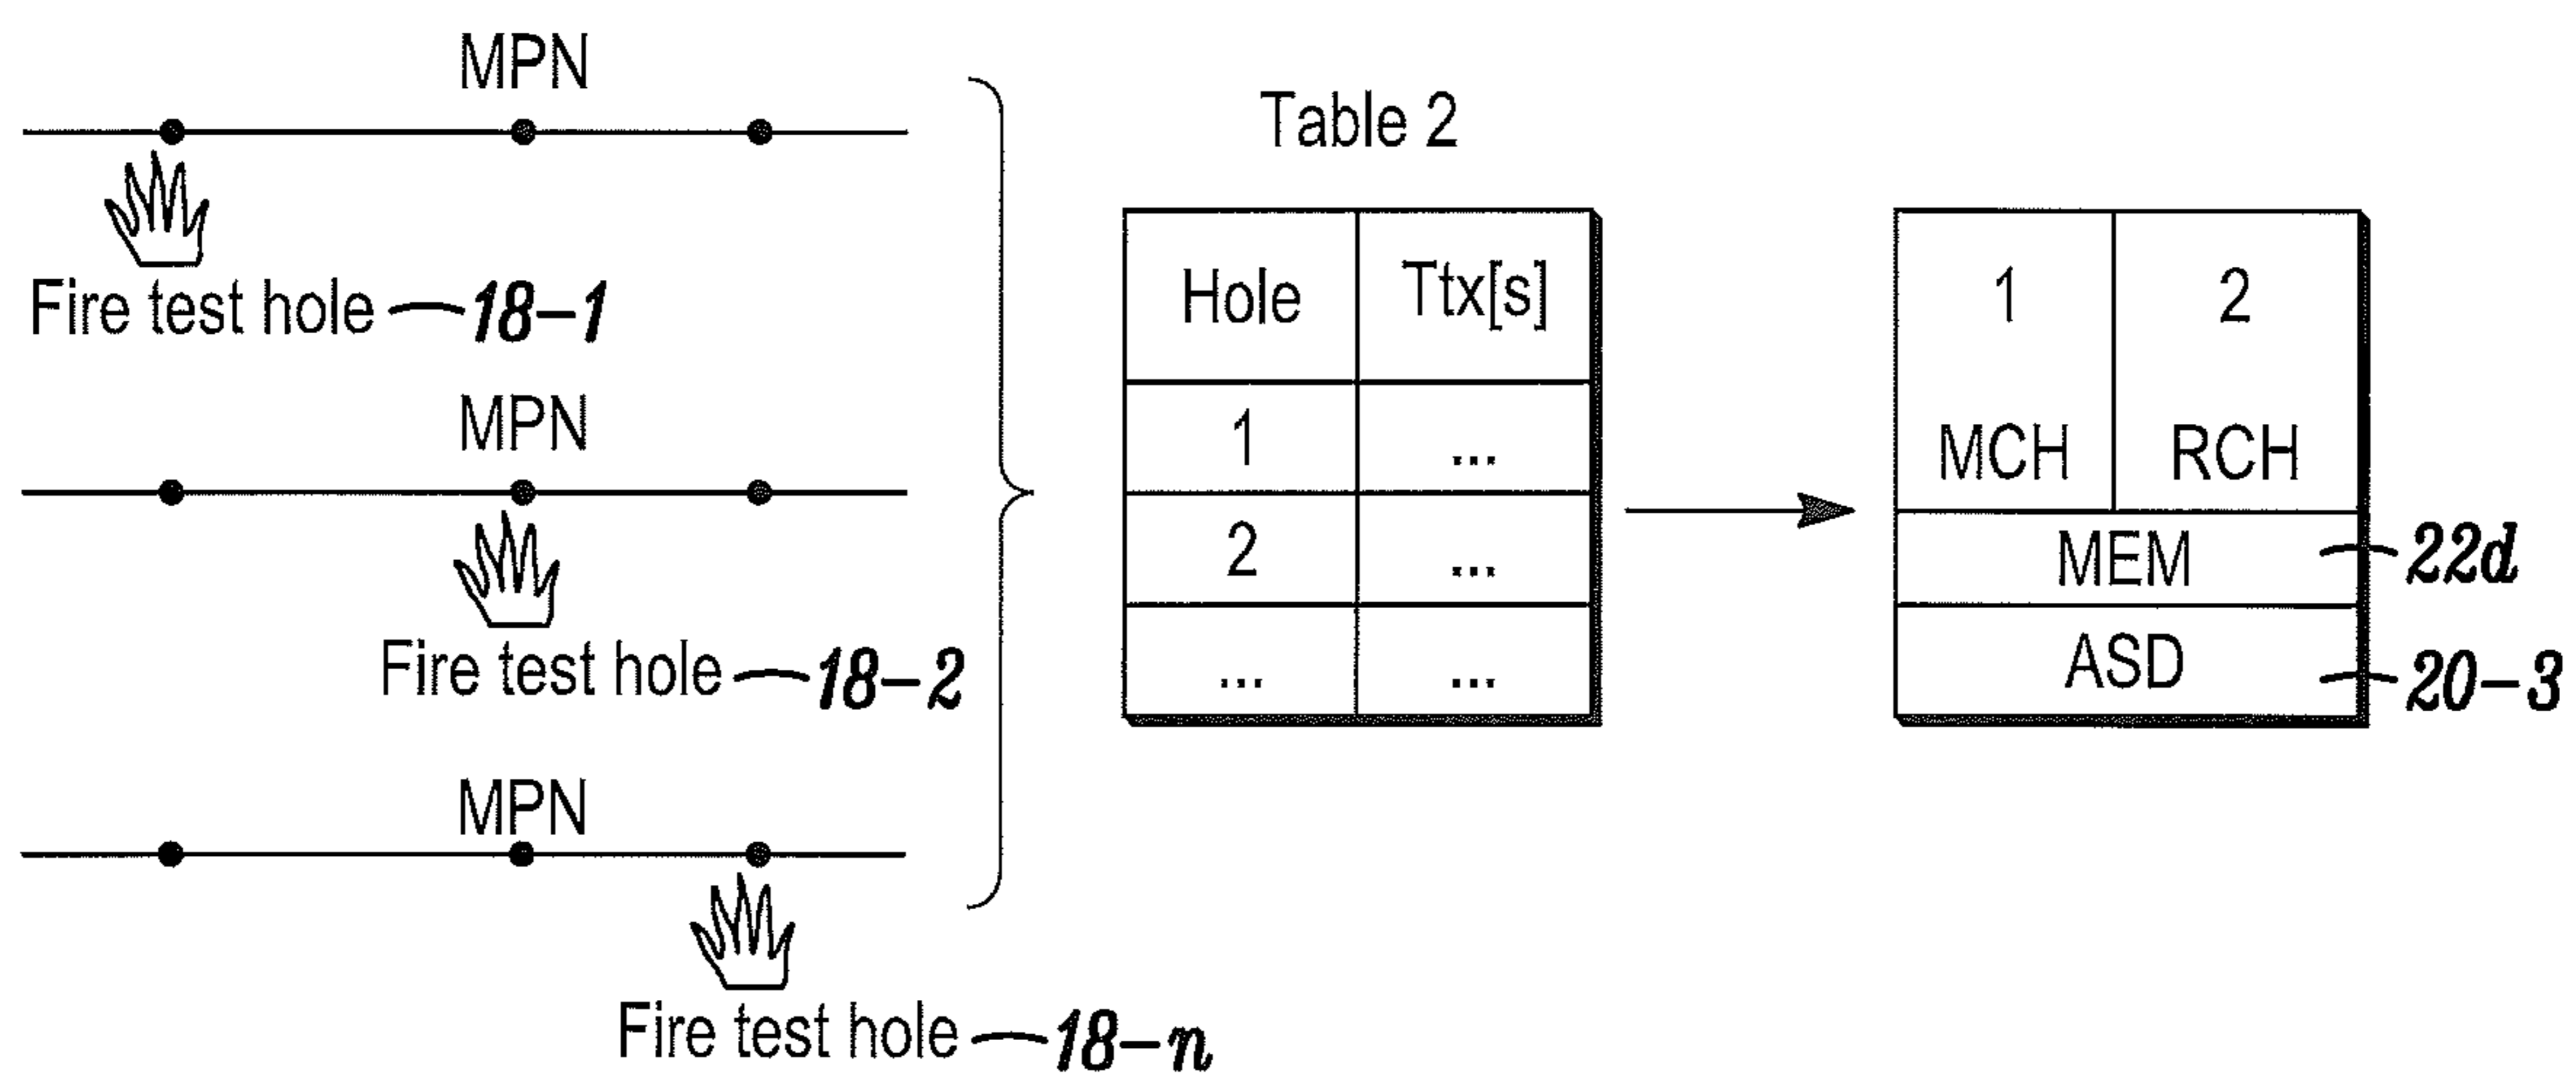 MPN
Fire test hole 18-1
MPN
Fire test hole 18-2
MPN
Fire test hole 18-n
Table 2
Hole Ttx[s]
1 ...
2 ...
... ...
1 2
MCH RCH
MEM 22d
ASD 20-3